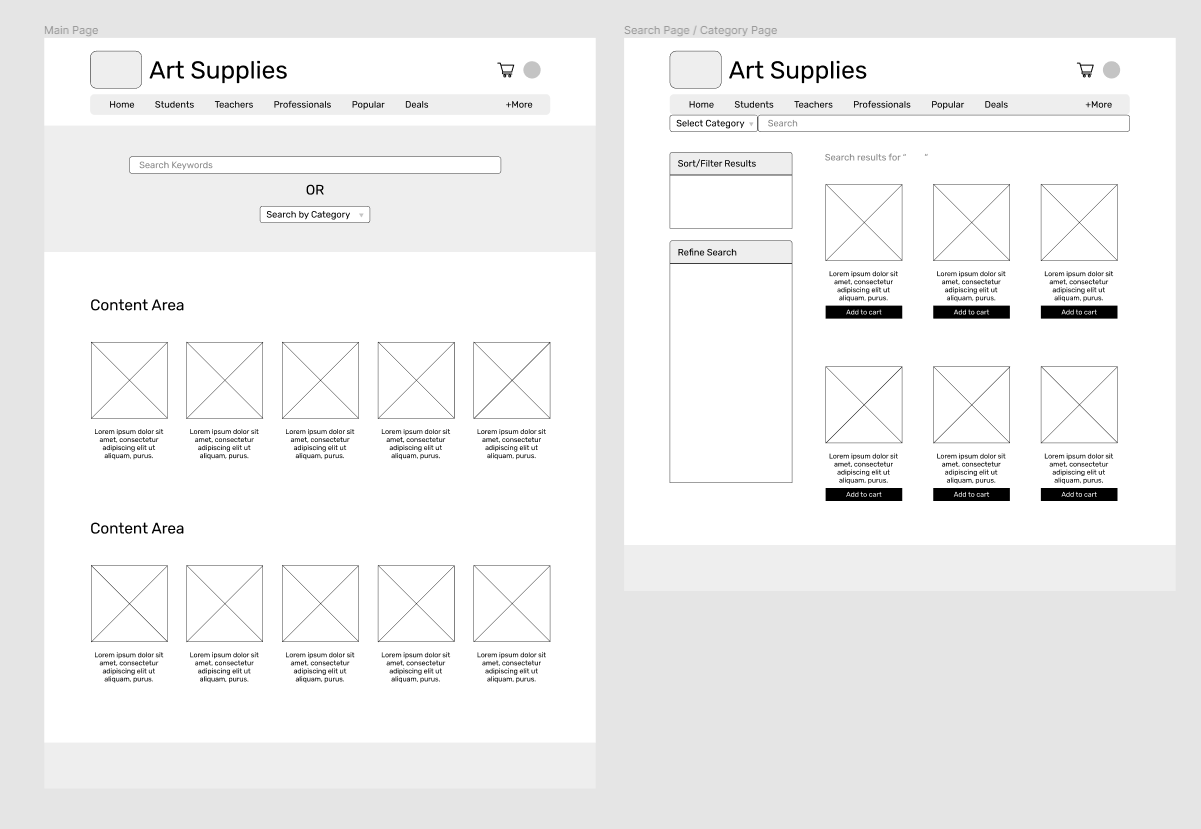 Main Page
Art Supplies
Home Students Teachers Professionals Popular Deals +More
Search Keywords
OR
Search by Category
Content Area
Lorem ipsum dolor sit
amet, consectetur
adipiscing elit ut
aliquam, purus.
Lorem ipsum dolor sit
amet, consectetur
adipiscing elit ut
aliquam, purus.
Lorem ipsum dolor sit
amet, consectetur
adipiscing elit ut
aliquam, purus.
Lorem ipsum dolor sit
amet, consectetur
adipiscing elit ut
aliquam, purus.
Lorem ipsum dolor sit
amet, consectetur
adipiscing elit ut
aliquam, purus.
Content Area
Lorem ipsum dolor sit
amet, consectetur
adipiscing elit ut
aliquam, purus.
Lorem ipsum dolor sit
amet, consectetur
adipiscing elit ut
aliquam, purus.
Lorem ipsum dolor sit
amet, consectetur
adipiscing elit ut
aliquam, purus.
Lorem ipsum dolor sit
amet, consectetur
adipiscing elit ut
aliquam, purus.
Lorem ipsum dolor sit
amet, consectetur
adipiscing elit ut
aliquam, purus.
Search Page / Category Page
Art Supplies
Home Students Teachers Professionals Popular Deals +More
Select Category Search
Sort/Filter Results
Refine Search
Search results for “ ”
Lorem ipsum dolor sit
amet, consectetur
adipiscing elit ut
aliquam, purus.
Add to cart
Lorem ipsum dolor sit
amet, consectetur
adipiscing elit ut
aliquam, purus.
Add to cart
Lorem ipsum dolor sit
amet, consectetur
adipiscing elit ut
aliquam, purus.
Add to cart
Lorem ipsum dolor sit
amet, consectetur
adipiscing elit ut
aliquam, purus.
Add to cart
Lorem ipsum dolor sit
amet, consectetur
adipiscing elit ut
aliquam, purus.
Add to cart
Lorem ipsum dolor sit
amet, consectetur
adipiscing elit ut
aliquam, purus.
Add to cart